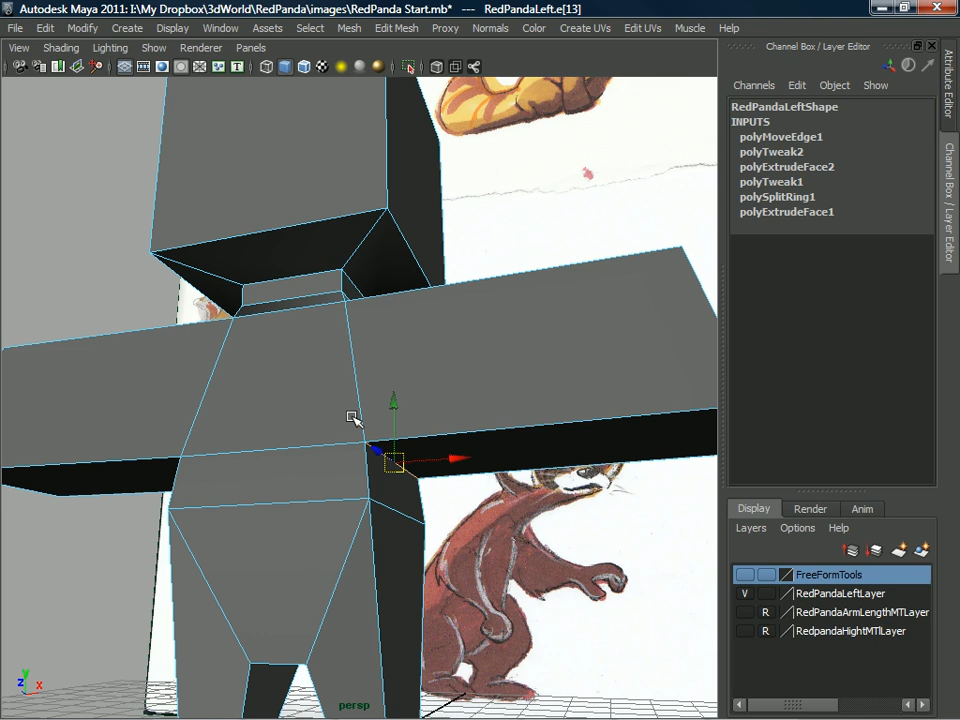 Autodesk Maya 2011: I:\My Dropbox\3dWorld\RedPanda\images\RedPanda Start.mb* --- RedPandaLeft.e[13]
File Edit Modify Create Display Window Assets Select Mesh Edit Mesh Proxy Normals Color Create UVs Edit UVs Muscle Help
View Shading Lighting Show Renderer Panels
Channel Box / Layer Editor
Channels Edit Object Show
RedPandaLeftShape
INPUTS
polyMoveEdge1
polyTweak2
polyExtrudeFace2
polyTweak1
polySplitRing1
polyExtrudeFace1
Attribute Editor
Channel Box / Layer Editor
Display Render Anim
Layers Options Help
FreeFormTools
V RedPandaLeftLayer
R RedPandaArmLengthMTLayer
R RedpandaHightMTlLayer
y
z x
persp